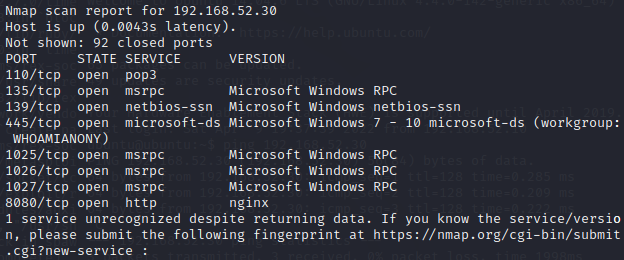 Nmap scan report for 192.168.52.30
Host is up (0.0043s latency).
Not shown: 92 closed ports
PORT     STATE SERVICE      VERSION
110/tcp  open  pop3
135/tcp  open  msrpc        Microsoft Windows RPC
139/tcp  open  netbios-ssn  Microsoft Windows netbios-ssn
445/tcp  open  microsoft-ds Microsoft Windows 7 - 10 microsoft-ds (workgroup:
 WHOAMIANONY)
1025/tcp open  msrpc        Microsoft Windows RPC
1026/tcp open  msrpc        Microsoft Windows RPC
1027/tcp open  msrpc        Microsoft Windows RPC
8080/tcp open  http         nginx
1 service unrecognized despite returning data. If you know the service/versio
n, please submit the following fingerprint at https://nmap.org/cgi-bin/submit
.cgi?new-service :